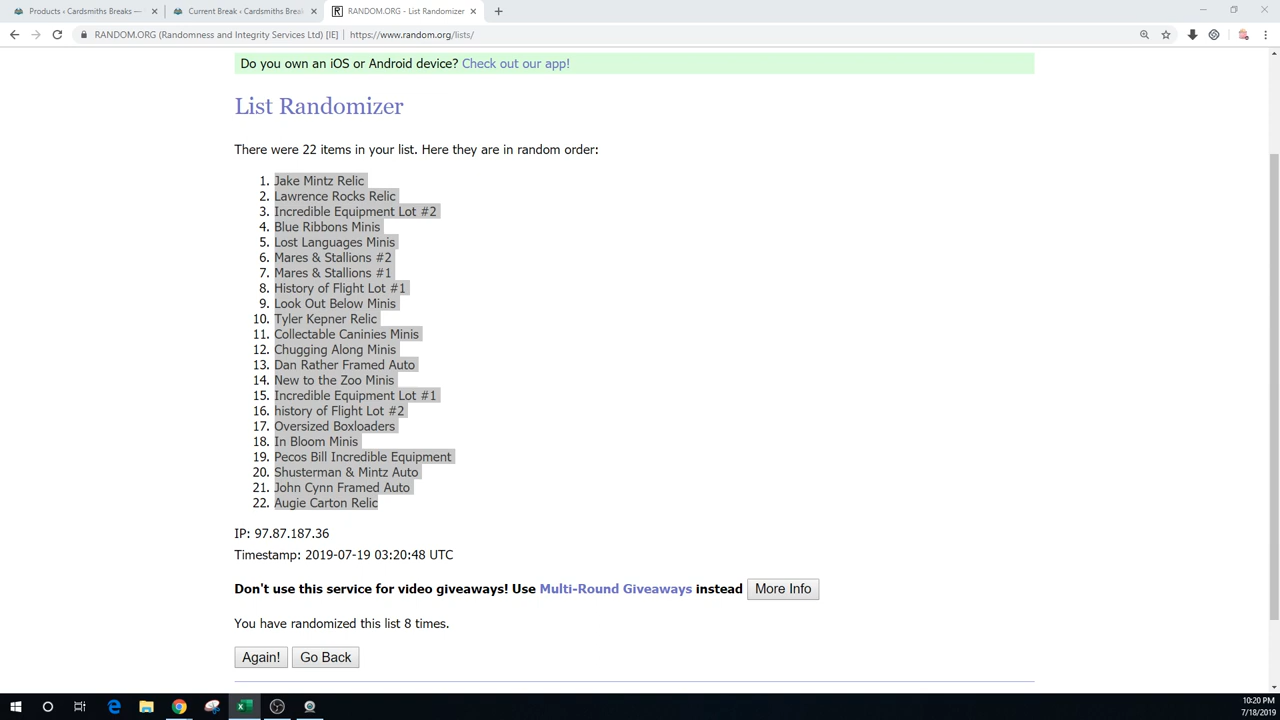 Products ‹ Cardsmiths Breaks —
Current Break ‹ Cardsmiths Break
RANDOM.ORG - List Randomizer
RANDOM.ORG (Randomness and Integrity Services Ltd) [IE]
https://www.random.org/lists/
Do you own an iOS or Android device? Check out our app!
List Randomizer
There were 22 items in your list. Here they are in random order:
1. Jake Mintz Relic
2. Lawrence Rocks Relic
3. Incredible Equipment Lot #2
4. Blue Ribbons Minis
5. Lost Languages Minis
6. Mares & Stallions #2
7. Mares & Stallions #1
8. History of Flight Lot #1
9. Look Out Below Minis
10. Tyler Kepner Relic
11. Collectable Caninies Minis
12. Chugging Along Minis
13. Dan Rather Framed Auto
14. New to the Zoo Minis
15. Incredible Equipment Lot #1
16. history of Flight Lot #2
17. Oversized Boxloaders
18. In Bloom Minis
19. Pecos Bill Incredible Equipment
20. Shusterman & Mintz Auto
21. John Cynn Framed Auto
22. Augie Carton Relic
IP: 97.87.187.36
Timestamp: 2019-07-19 03:20:48 UTC
Don't use this service for video giveaways! Use Multi-Round Giveaways instead More Info
You have randomized this list 8 times.
Again! Go Back
10:20 PM
7/18/2019